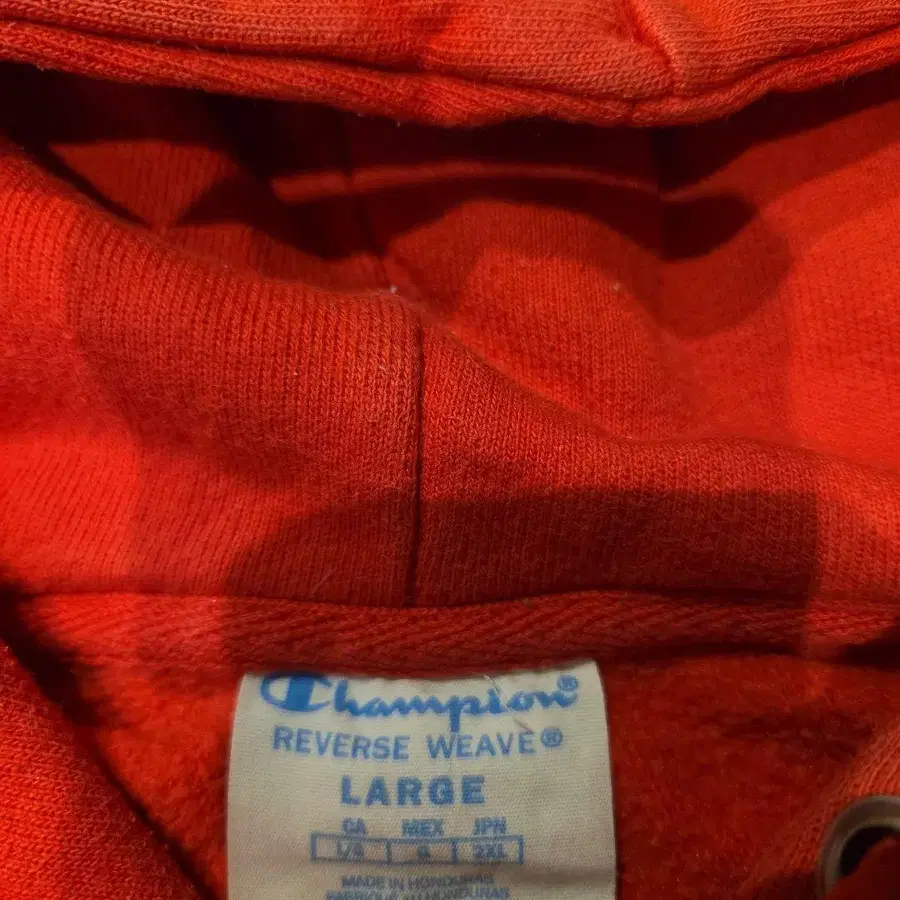 Champion®
REVERSE WEAVE®
LARGE
CA MEX JPN
L/G G 2XL
MADE IN HONDURAS